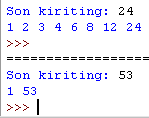 Son kiriting: 24
1 2 3 4 6 8 12 24
>>>
====================
Son kiriting: 53
1 53
>>>